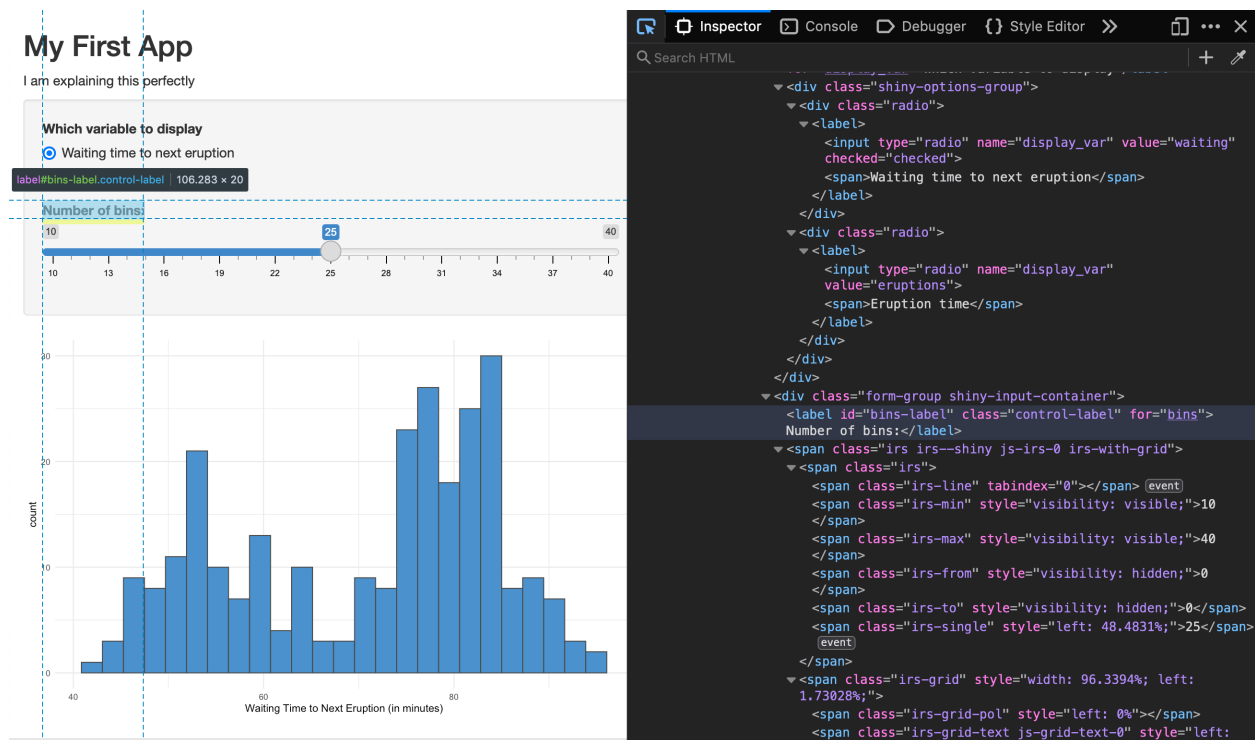 My First App
I am explaining this perfectly
Which variable to display
Waiting time to next eruption
label#bins-label.control-label | 106.283 × 20
Number of bins:
10 25 40
10 13 16 19 22 25 28 31 34 37 40
30
20
10
0
count
40 60 80
Waiting Time to Next Eruption (in minutes)
Inspector Console Debugger {} Style Editor
Search HTML
<div class="shiny-options-group">
<div class="radio">
<label>
<input type="radio" name="display_var" value="waiting"
checked="checked">
<span>Waiting time to next eruption</span>
</label>
</div>
<div class="radio">
<label>
<input type="radio" name="display_var"
value="eruptions">
<span>Eruption time</span>
</label>
</div>
</div>
</div>
<div class="form-group shiny-input-container">
<label id="bins-label" class="control-label" for="bins">
Number of bins:</label>
<span class="irs irs--shiny js-irs-0 irs-with-grid">
<span class="irs">
<span class="irs-line" tabindex="0"></span> event
<span class="irs-min" style="visibility: visible;">10
</span>
<span class="irs-max" style="visibility: visible;">40
</span>
<span class="irs-from" style="visibility: hidden;">0
</span>
<span class="irs-to" style="visibility: hidden;">0</span>
<span class="irs-single" style="left: 48.4831%;">25</span>
event
</span>
<span class="irs-grid" style="width: 96.3394%; left:
1.73028%;">
<span class="irs-grid-pol" style="left: 0%"></span>
<span class="irs-grid-text js-grid-text-0" style="left: